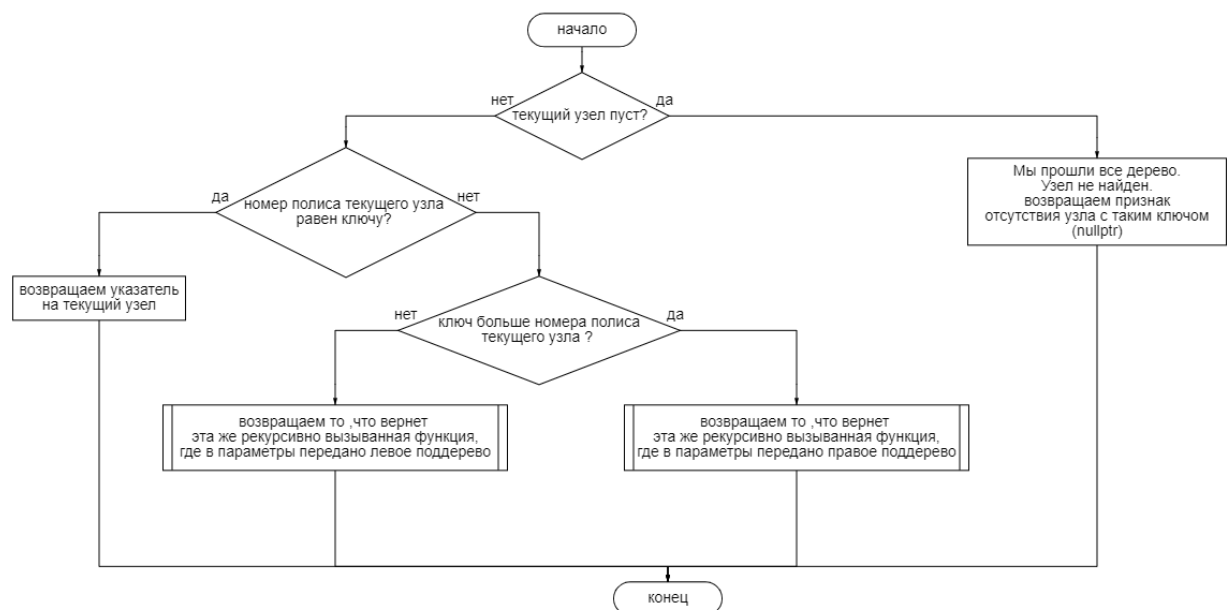 начало
нет
да
текущий узел пуст?
Мы прошли все дерево.
Узел не найден.
возвращаем признак
отсутствия узла с таким ключом
(nullptr)
да
нет
номер полиса текущего узла
равен ключу?
возвращаем указатель
на текущий узел
нет
да
ключ больше номера полиса
текущего узла ?
возвращаем то ,что вернет
эта же рекурсивно вызыванная функция,
где в параметры передано левое поддерево
возвращаем то ,что вернет
эта же рекурсивно вызыванная функция,
где в параметры передано правое поддерево
конец